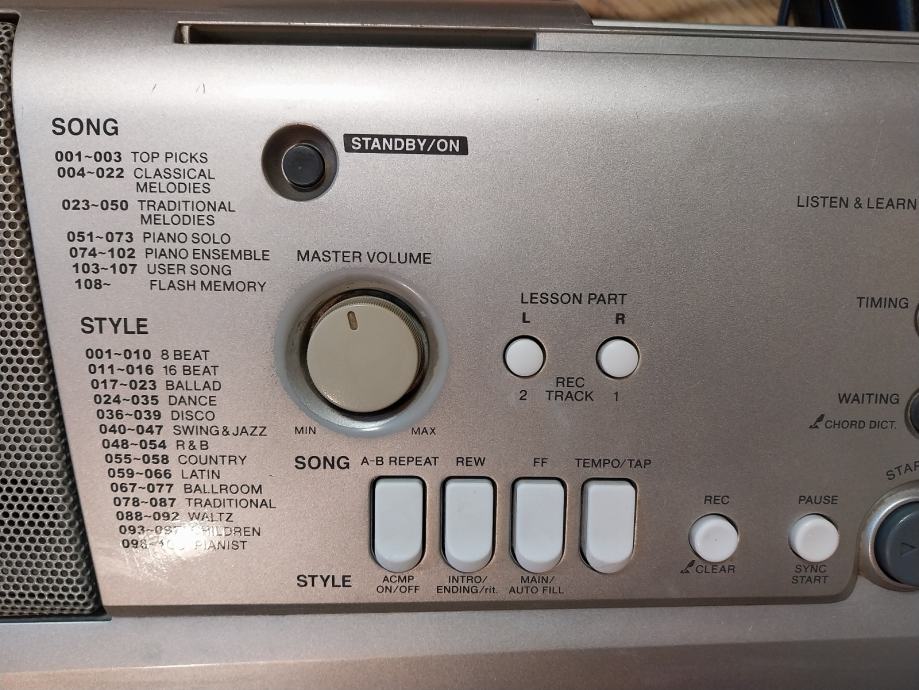 SONG
001~003 TOP PICKS
004~022 CLASSICAL
MELODIES
023~050 TRADITIONAL
MELODIES
051~073 PIANO SOLO
074~102 PIANO ENSEMBLE
103~107 USER SONG
108~ FLASH MEMORY
STYLE
001~010 8 BEAT
011~016 16 BEAT
017~023 BALLAD
024~035 DANCE
036~039 DISCO
040~047 SWING&JAZZ
048~054 R&B
055~058 COUNTRY
059~066 LATIN
067~077 BALLROOM
078~087 TRADITIONAL
088~092 WALTZ
CHILDREN
PIANIST
STANDBY/ON
MASTER VOLUME
MIN MAX
LESSON PART
L R
REC
2 TRACK 1
LISTEN & LEARN
TIMING
WAITING
CHORD DICT.
SONG A-B REPEAT REW FF TEMPO/TAP
STYLE ACMP INTRO/ MAIN/
ON/OFF ENDING/rit. AUTO FILL
REC PAUSE
CLEAR SYNC
START